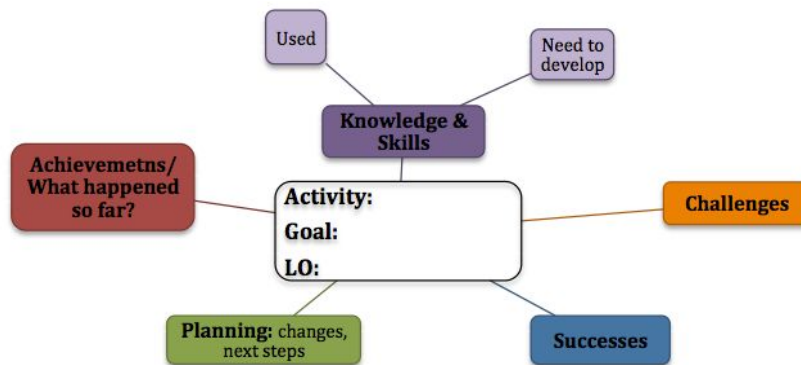 Used
Need to
develop
Knowledge &
Skills
Achievemetns/
What happened
so far?
Activity:
Goal:
LO:
Challenges
Planning: changes,
next steps
Successes